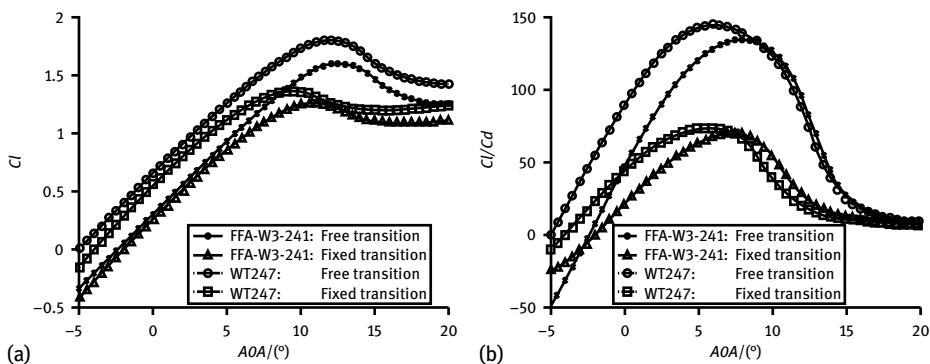 2
1.5
1
0.5
0
−0.5
Cl
−5 0 5 10 15 20
AOA/(º)
FFA-W3-241: Free transition
FFA-W3-241: Fixed transition
WT247: Free transition
WT247: Fixed transition
(a)
150
100
50
0
−50
Cl/Cd
−5 0 5 10 15 20
AOA/(º)
FFA-W3-241: Free transition
FFA-W3-241: Fixed transition
WT247: Free transition
WT247: Fixed transition
(b)